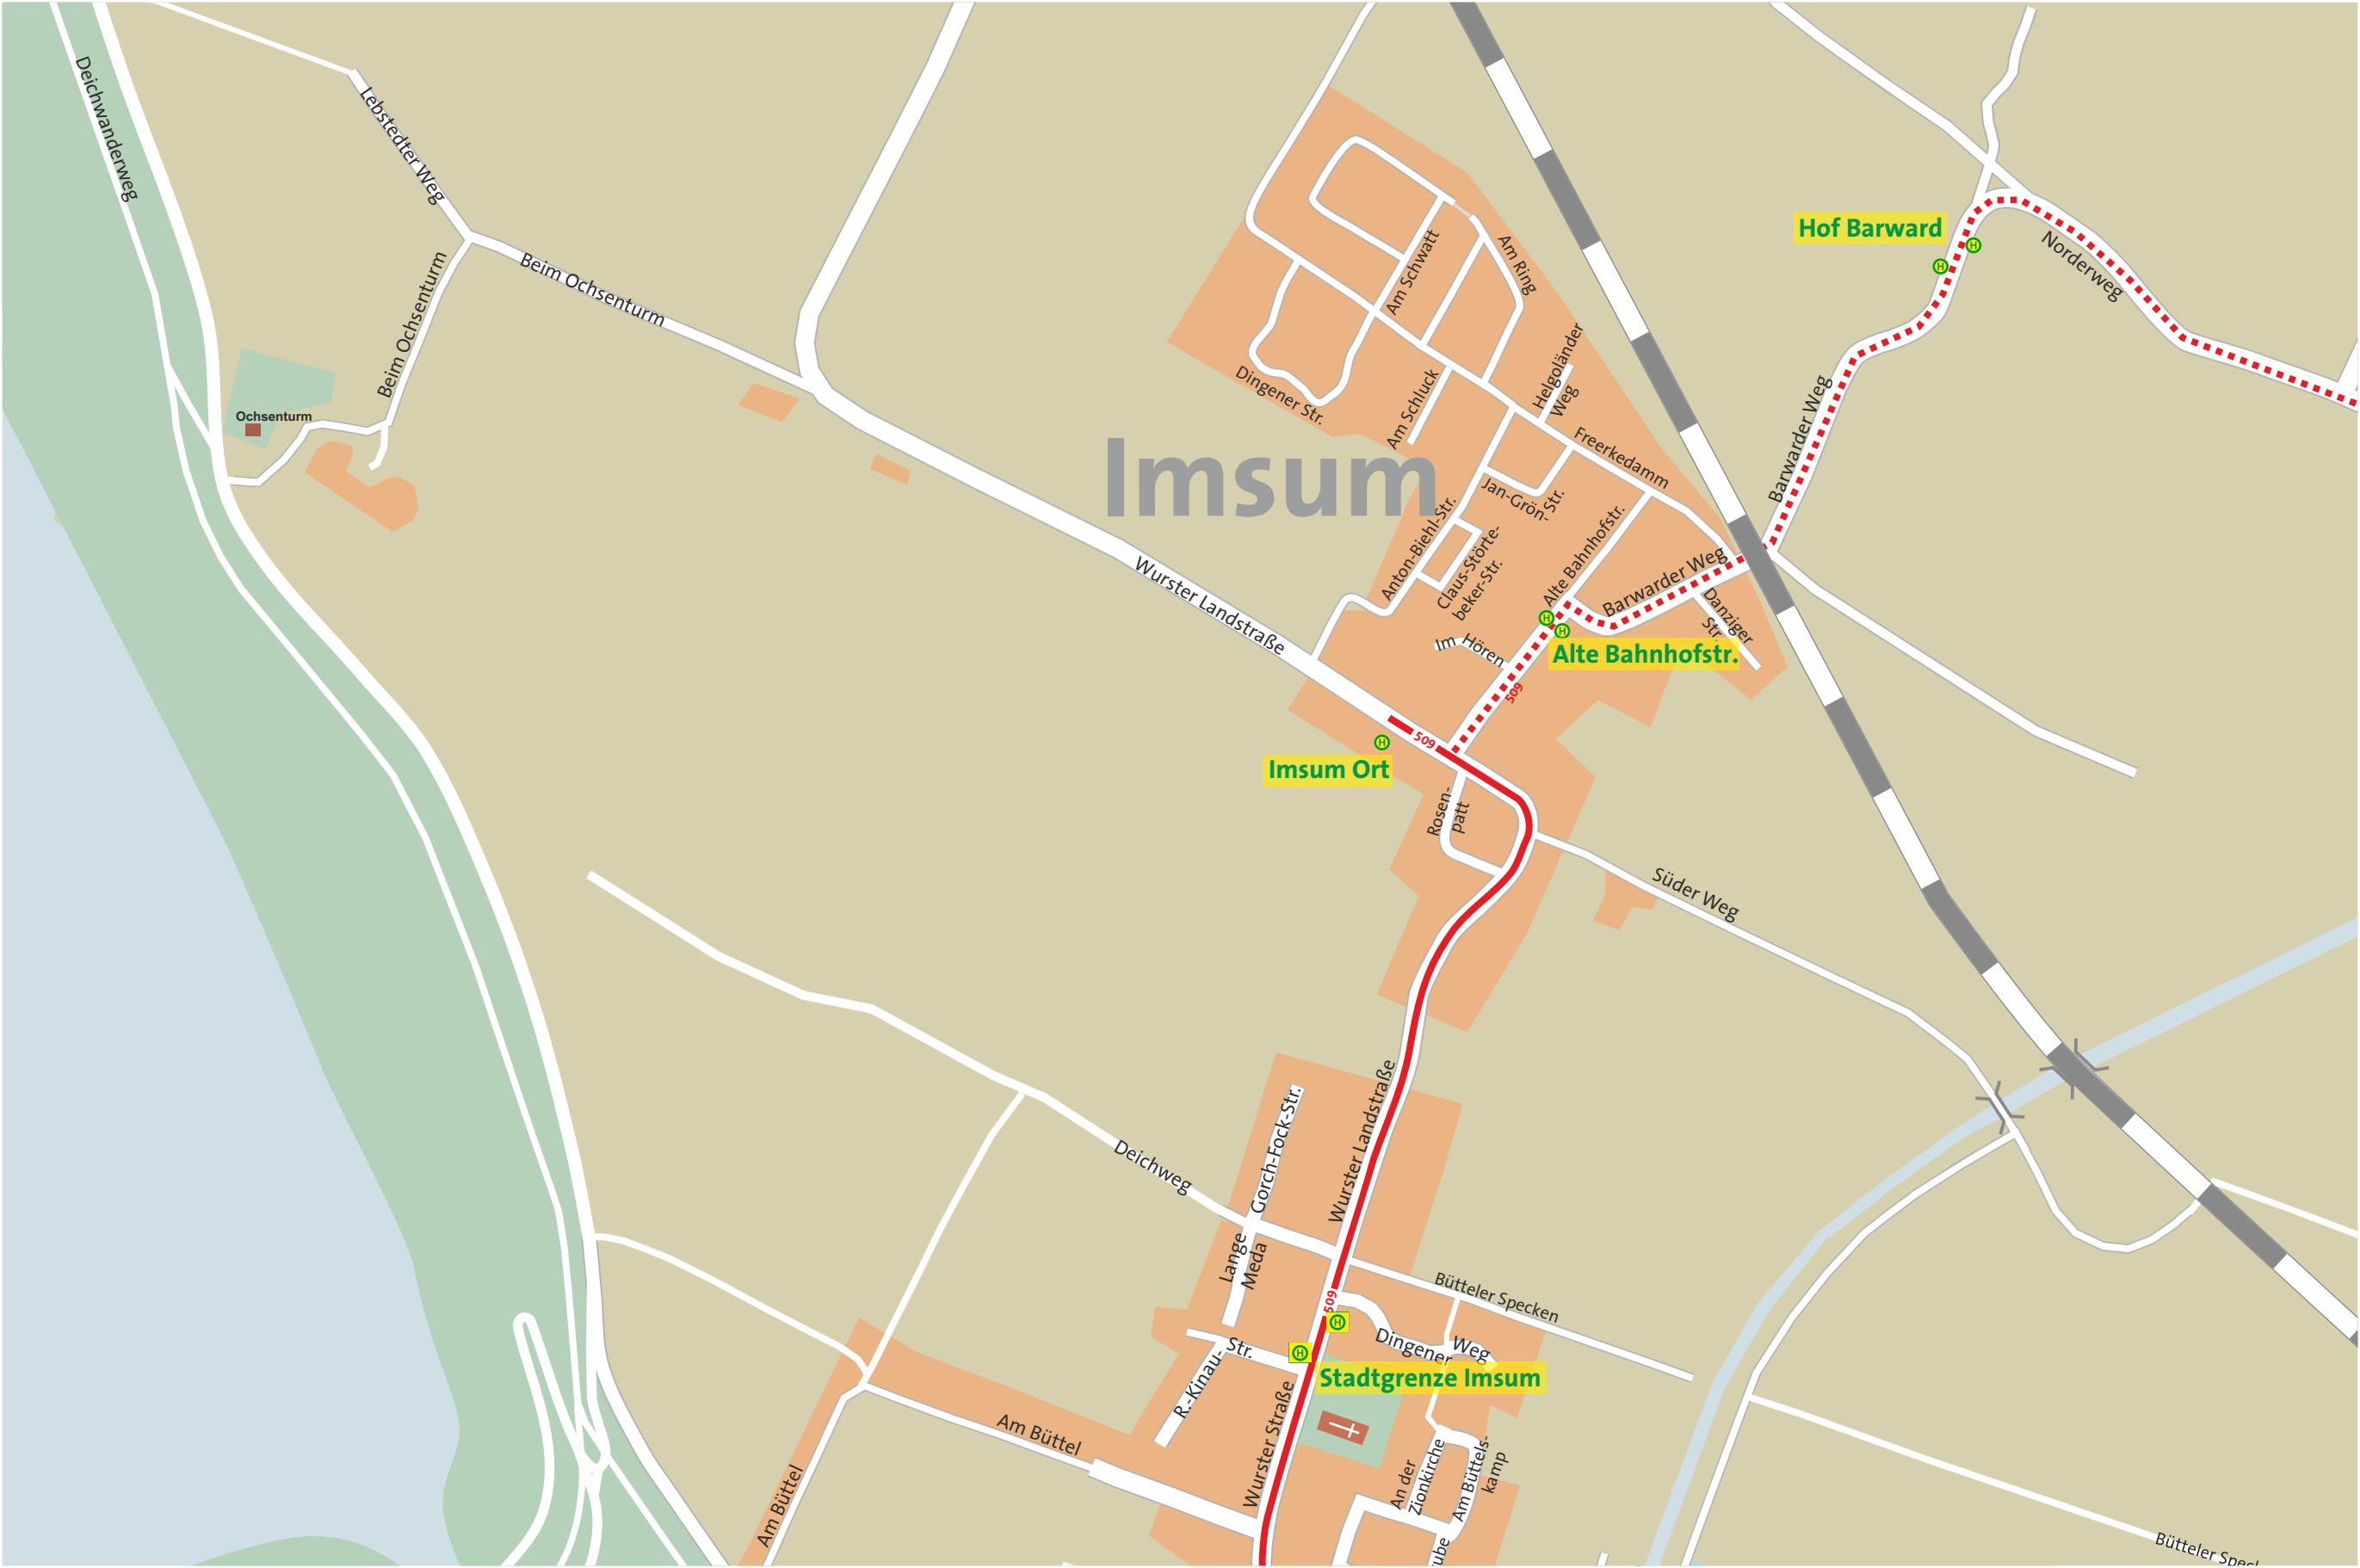 Deichwanderweg
Lebstedter Weg
Beim Ochsenturm
Beim Ochsenturm
Ochsenturm
Hof Barward
H
H
Norderweg
Am Schwatt
Am Ring
Helgoländer
Weg
Dingener Str.
Am Schluck
Freerkedamm
Barwarder Weg
Imsum
Jan-Grön-
Str.
Anton-Biehl-Str.
Claus-Störte-
beker-Str.
Alte Bahnhofstr.
Barwarder Weg
Danziger
Str.
Wurster Landstraße
Im Hören
H
H
Alte Bahnhofstr.
509
509
H
Imsum Ort
Rosen-
patt
Süder Weg
Wurster Landstraße
Gorch-Fock-Str.
Deichweg
Lange
Meda
Bütteler Specken
509
H
H
Dingener Weg
R.-Kinau-
Str.
Stadtgrenze Imsum
Wurster Straße
Am Büttel
Am Büttel
An der
Zionkirche
Am Büttels-
kamp
ube
Bütteler Spec